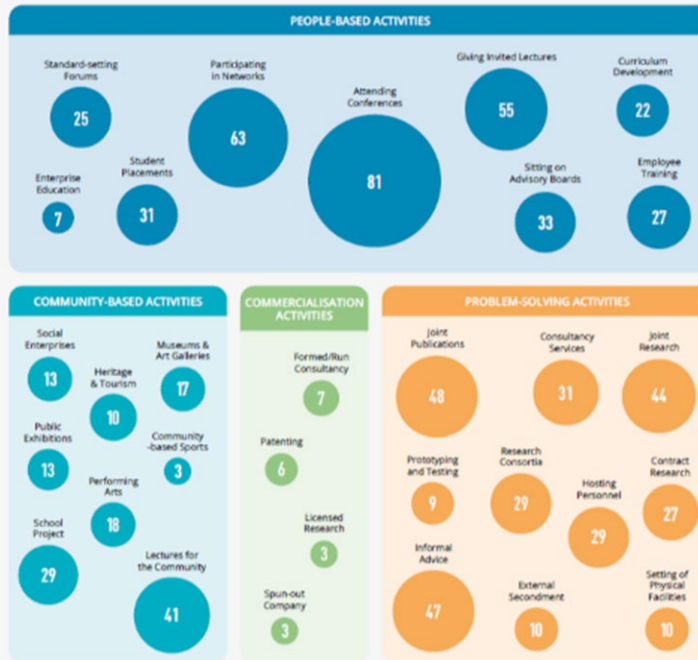 PEOPLE-BASED ACTIVITIES
Standard-setting
Forums
25
Participating
in Networks
63
Attending
Conferences
81
Giving Invited Lectures
55
Curriculum
Development
22
Enterprise
Education
7
Student
Placements
31
Sitting on
Advisory Boards
33
Employee
Training
27
COMMUNITY-BASED ACTIVITIES
Social
Enterprises
13
Heritage
& Tourism
10
Museums &
Art Galleries
17
Public
Exhibitions
13
Community
-based Sports
3
Performing
Arts
18
School
Project
29
Lectures for
the Community
41
COMMERCIALISATION
ACTIVITIES
Formed/Run
Consultancy
7
Patenting
6
Licensed
Research
3
Spun-out
Company
3
PROBLEM-SOLVING ACTIVITIES
Joint
Publications
48
Consultancy
Services
31
Joint
Research
44
Prototyping
and Testing
9
Research
Consortia
29
Hosting
Personnel
29
Contract
Research
27
Informal
Advice
47
External
Secondment
10
Setting of
Physical
Facilities
10